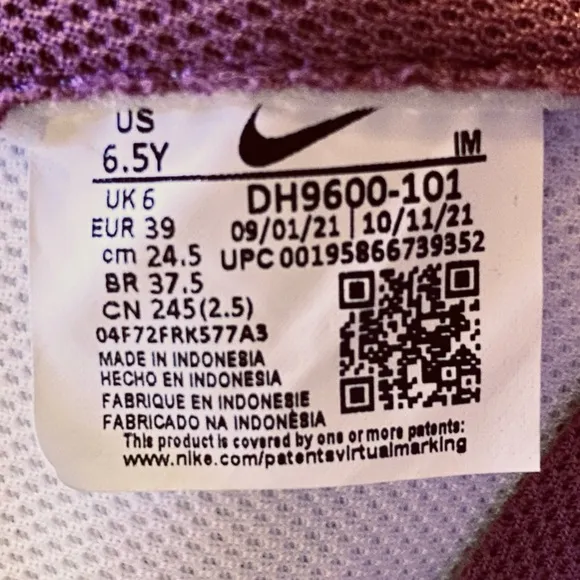 US
6.5Y
IM
UK 6
EUR 39
cm 24.5
BR 37.5
CN 245(2.5)
DH9600-101
09/01/21 | 10/11/21
UPC 00195866739352
04F72FRK577A3
MADE IN INDONESIA
HECHO EN INDONESIA
FABRIQUE EN INDONESIE
FABRICADO NA INDONÉSIA
This product is covered by one or more patents:
www.nike.com/patentsvirtualmarking